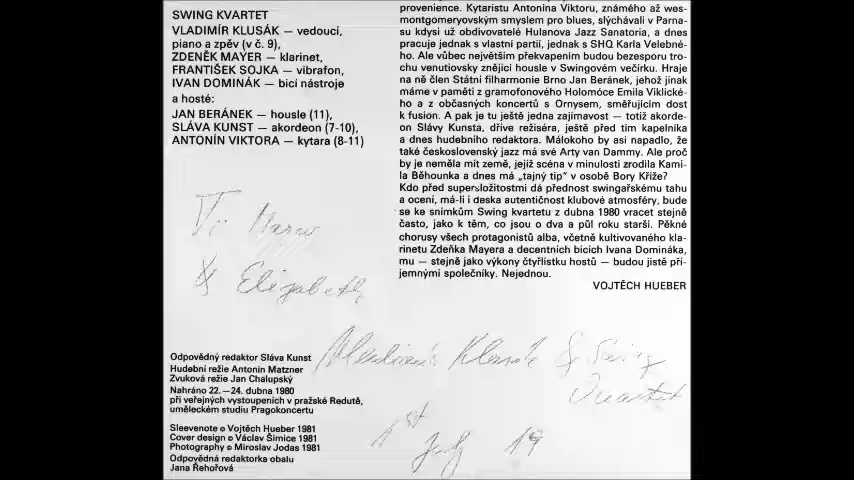 SWING KVARTET
VLADIMÍR KLUSÁK — vedoucí,
piano a zpěv (v č. 9),
ZDENĚK MAYER — klarinet,
FRANTIŠEK SOJKA — vibrafon,
IVAN DOMINÁK — bicí nástroje
a hosté:
JAN BERÁNEK — housle (11),
SLÁVA KUNST — akordeon (7-10),
ANTONÍN VIKTORA — kytara (8-11)
provenience. Kytaristu Antonína Viktoru, známého až wes-
montgomeryovským smyslem pro blues, slýchávali v Parna-
su kdysi už obdivovatelé Hulanova Jazz Sanatoria, a dnes
pracuje jednak s vlastní partií, jednak s SHQ Karla Velebné-
ho. Ale vůbec největším překvapením budou bezesporu tro-
chu venutiovsky znějící housle v Swingovém večírku. Hraje
na ně člen Státní filharmonie Brno Jan Beránek, jehož jinak
máme v paměti z gramofonového Holomóce Emila Viklické-
ho a z občasných koncertů s Ornysem, směřujícím dost
k fusion. A pak je tu ještě jedna zajímavost — totiž akorde-
on Slávy Kunsta, dříve režiséra, ještě před tím kapelníka
a dnes hudebního redaktora. Málokoho by asi napadlo, že
také československý jazz má své Arty van Dammy. Ale proč
by je neměla mít země, jejíž scéna v minulosti zrodila Kami-
la Běhounka a dnes má „tajný tip" v osobě Bory Kříže?
Kdo před supersložitostmi dá přednost swingařskému tahu
a ocení, má-li i deska autentičnost klubové atmosféry, bude
se ke snímkům Swing kvartetu z dubna 1980 vracet stejně
často, jako k těm, co jsou o dva a půl roku starší. Pěkné
chorusy všech protagonistů alba, včetně kultivovaného kla-
rinetu Zdeňka Mayera a decentních bicích Ivana Domináka,
mu — stejně jako výkony čtyřlístku hostů — budou jistě pří-
jemnými společníky. Nejednou.
VOJTĚCH HUEBER
To
& Elizabeth
Vladimír Klusák & Swing
Quartet
1st July 19
Odpovědný redaktor Sláva Kunst
Hudební režie Antonín Matzner
Zvuková režie Jan Chalupský
Nahráno 22.—24. dubna 1980
při veřejných vystoupeních v pražské Redutě,
uměleckém studiu Pragokoncertu
Sleevenote © Vojtěch Hueber 1981
Cover design © Václav Šimice 1981
Photography © Miroslav Jodas 1981
Odpovědná redaktorka obalu
Jana Řehořová